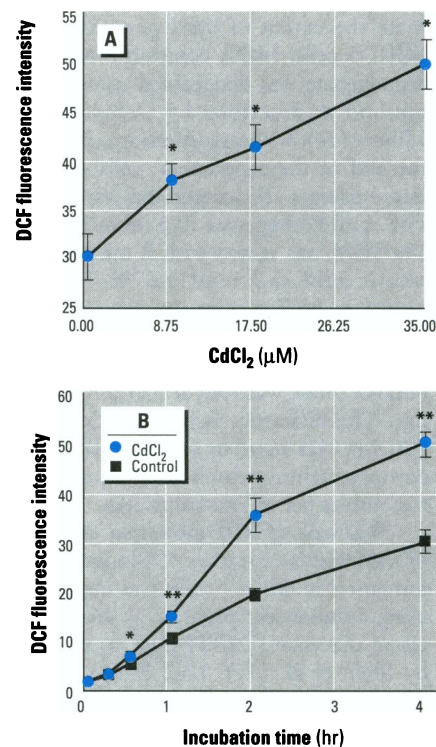 A
DCF fluorescence intensity
55
50
45
40
35
30
25
*
*
*
0.00 8.75 17.50 26.25 35.00
CdCl₂ (µM)
B
CdCl₂
Control
DCF fluorescence intensity
60
50
40
30
20
10
0
*
**
**
**
0 1 2 3 4
Incubation time (hr)